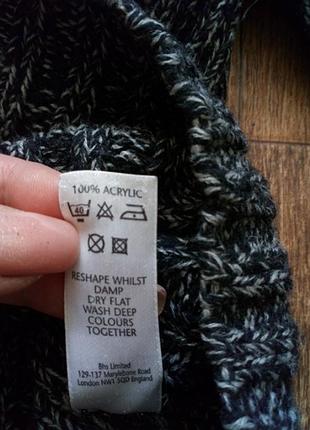 100% ACRYLIC
40
RESHAPE WHILST
DAMP
DRY FLAT
WASH DEEP
COLOURS
TOGETHER
Bhs Limited
129-137 Marylebone Road
London NW1 5QD England